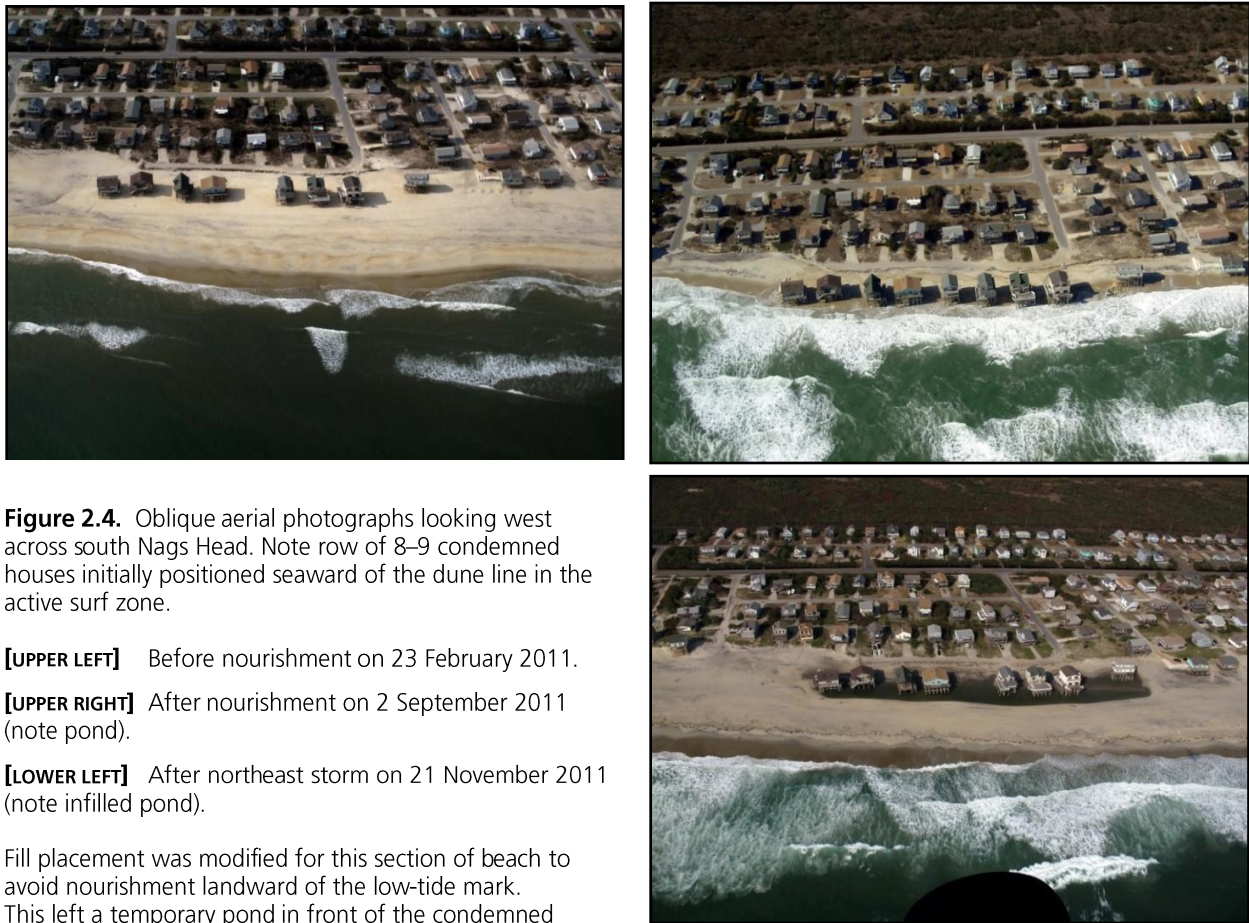 Figure 2.4. Oblique aerial photographs looking west
across south Nags Head. Note row of 8–9 condemned
houses initially positioned seaward of the dune line in the
active surf zone.
[UPPER LEFT] Before nourishment on 23 February 2011.
[UPPER RIGHT] After nourishment on 2 September 2011
(note pond).
[LOWER LEFT] After northeast storm on 21 November 2011
(note infilled pond).
Fill placement was modified for this section of beach to
avoid nourishment landward of the low-tide mark.
This left a temporary pond in front of the condemned